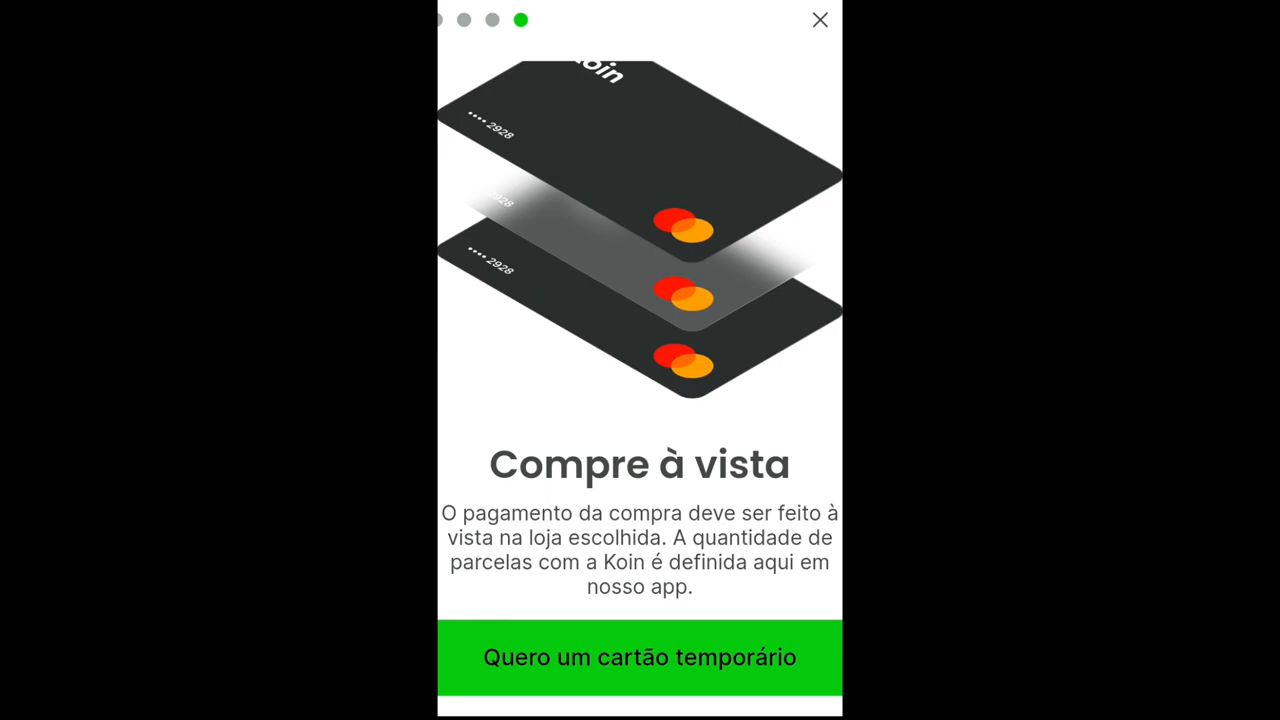 •••• 2928
•••• 2928
Compre à vista
O pagamento da compra deve ser feito à
vista na loja escolhida. A quantidade de
parcelas com a Koin é definida aqui em
nosso app.
Quero um cartão temporário